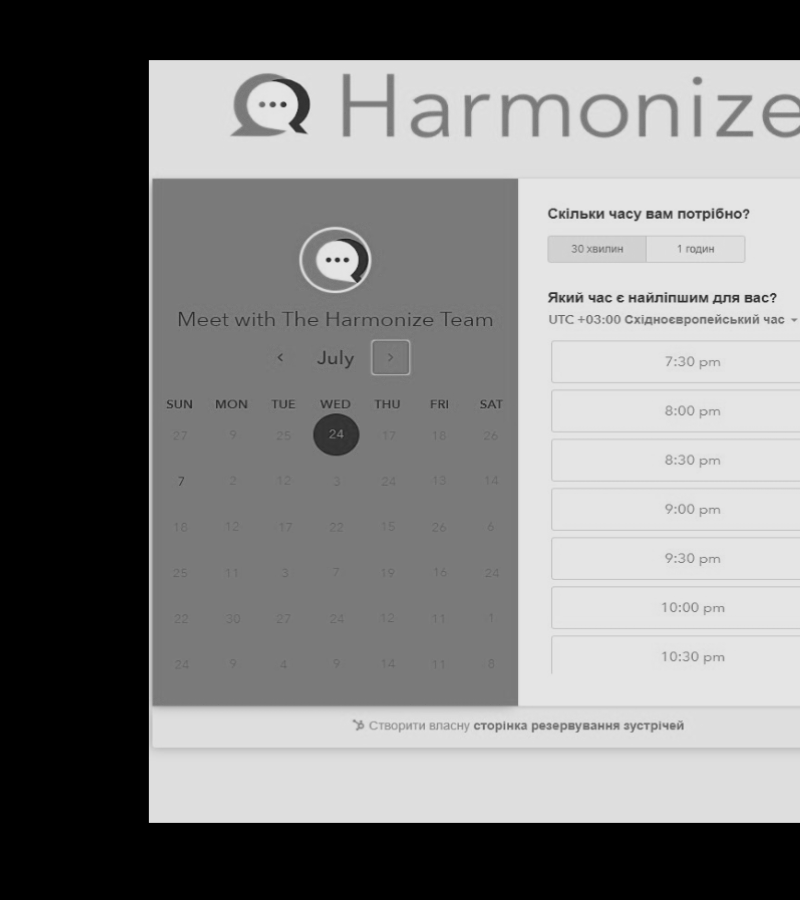 Harmonize
Meet with The Harmonize Team
July
SUN MON TUE WED THU FRI SAT
27 9 25 24 17 18 26
7 2 12 3 24 13 14
18 12 17 22 15 26 6
25 11 3 7 19 16 24
22 30 27 24 12 11 1
24 9 4 9 14 11 8
Скільки часу вам потрібно?
30 хвилин 1 годин
Який час є найліпшим для вас?
UTC +03:00 Східноєвропейський час
7:30 pm
8:00 pm
8:30 pm
9:00 pm
9:30 pm
10:00 pm
10:30 pm
Створити власну сторінка резервування зустрічей